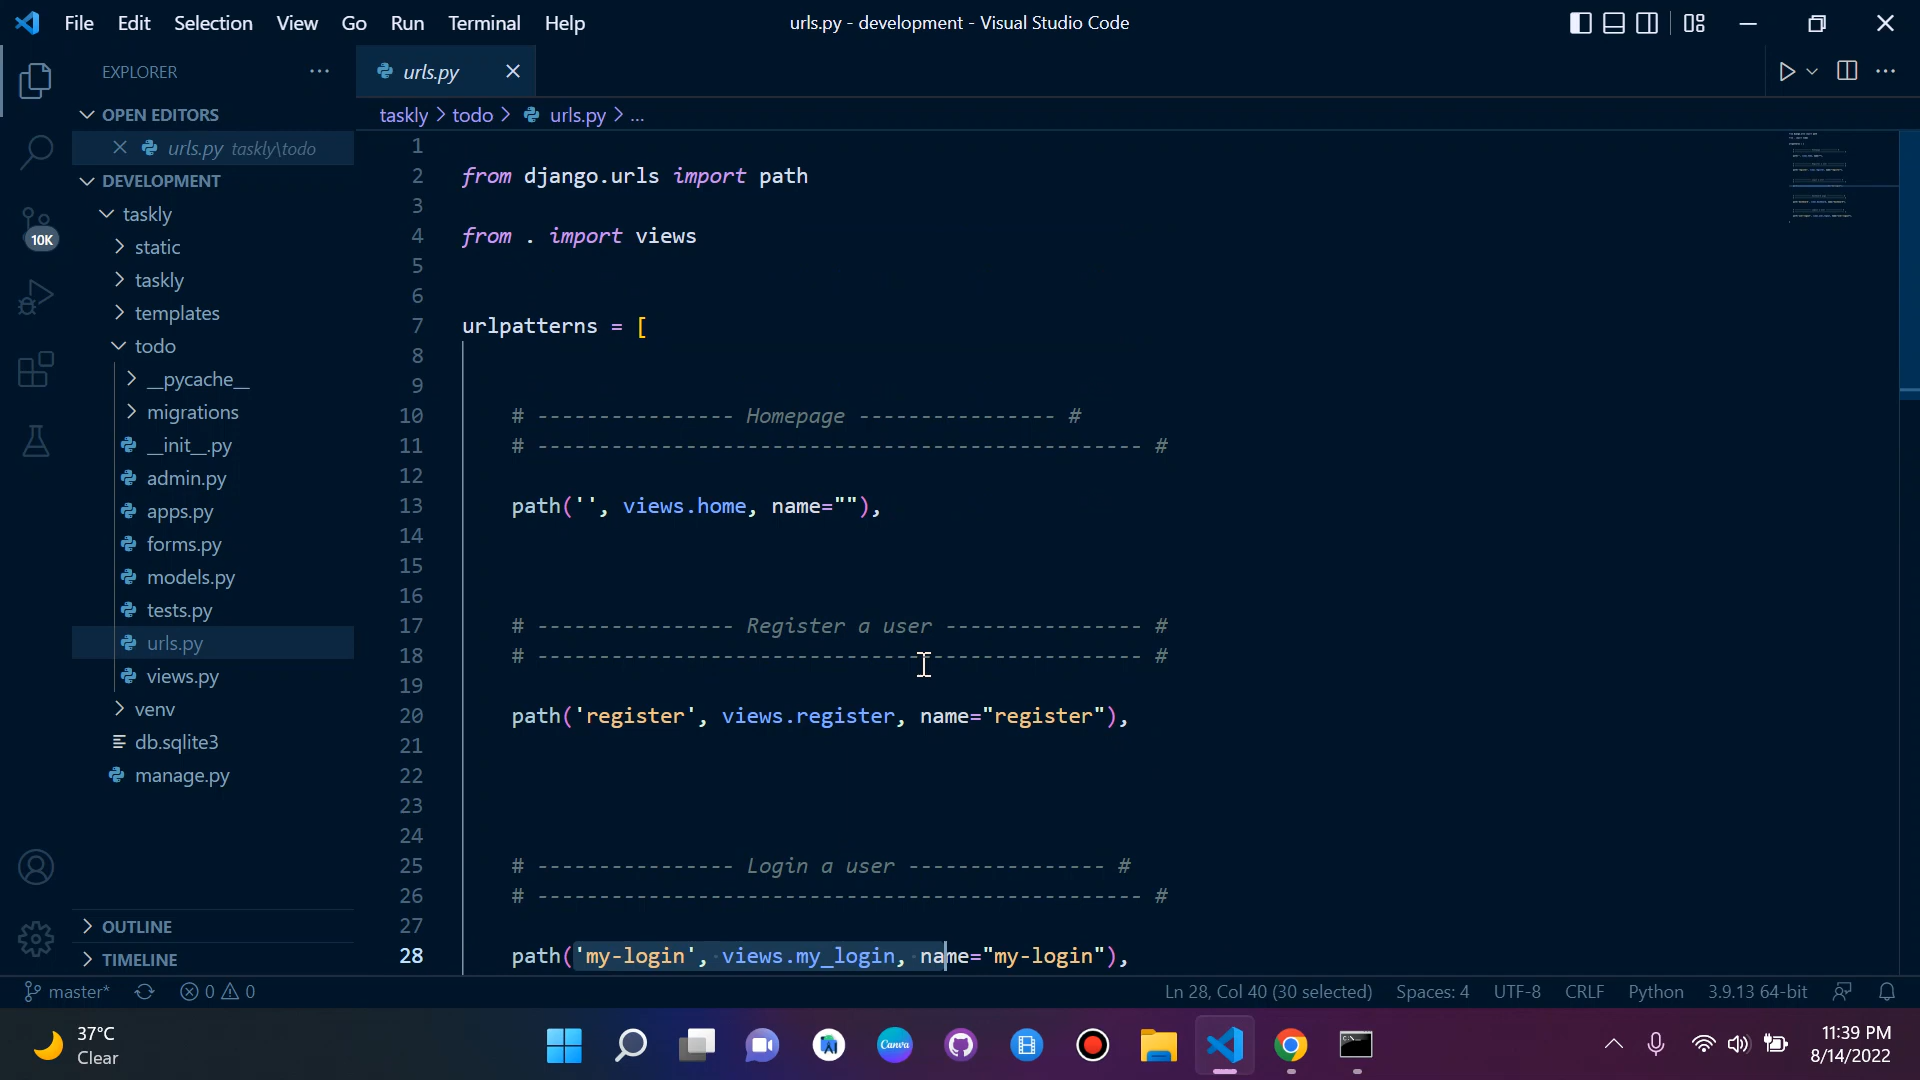 File Edit Selection View Go Run Terminal Help
urls.py - development - Visual Studio Code
EXPLORER
urls.py
OPEN EDITORS
taskly > todo > urls.py > ...
urls.py taskly\todo
DEVELOPMENT
taskly
static
taskly
templates
todo
__pycache__
migrations
__init__.py
admin.py
apps.py
forms.py
models.py
tests.py
urls.py
views.py
venv
db.sqlite3
manage.py
OUTLINE
TIMELINE
10K
1
2 from django.urls import path
3
4 from . import views
5
6
7 urlpatterns = [
8
9
10 # ---------------- Homepage ---------------- #
11 # ------------------------------------------------- #
12
13 path('', views.home, name=""),
14
15
16
17 # ---------------- Register a user ---------------- #
18 # ------------------------------------------------- #
19
20 path('register', views.register, name="register"),
21
22
23
24
25 # ---------------- Login a user ---------------- #
26 # ------------------------------------------------- #
27
28 path('my-login', views.my_login, name="my-login"),
master* 0 0
Ln 28, Col 40 (30 selected) Spaces: 4 UTF-8 CRLF Python 3.9.13 64-bit
37°C
Clear
Canva
11:39 PM
8/14/2022